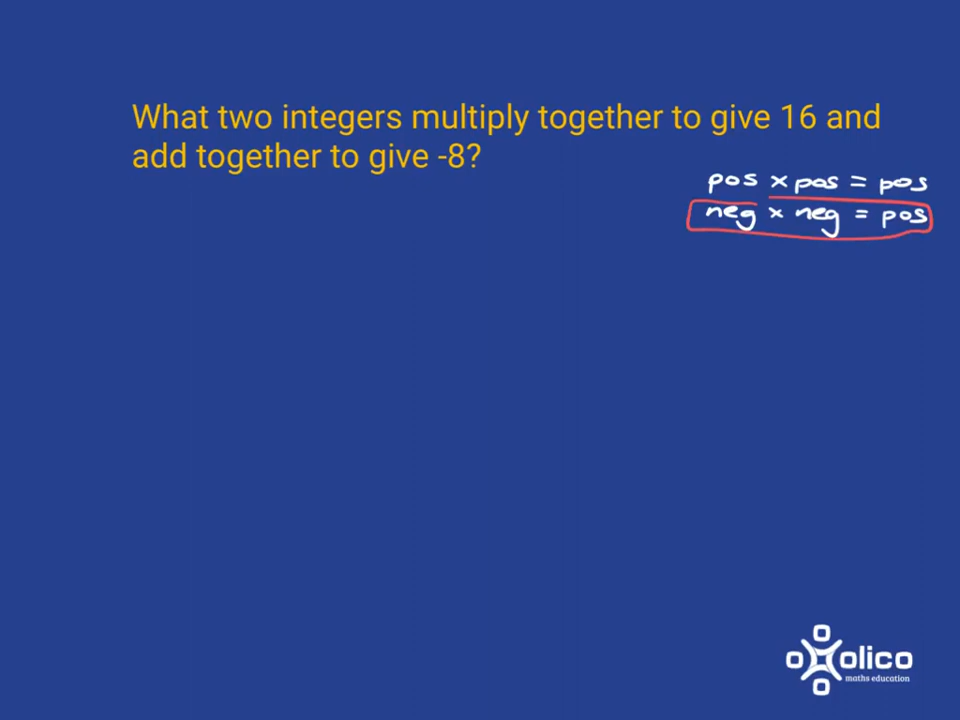 What two integers multiply together to give 16 and
add together to give -8?
pos × pos = pos
neg × neg = pos
olico
maths education